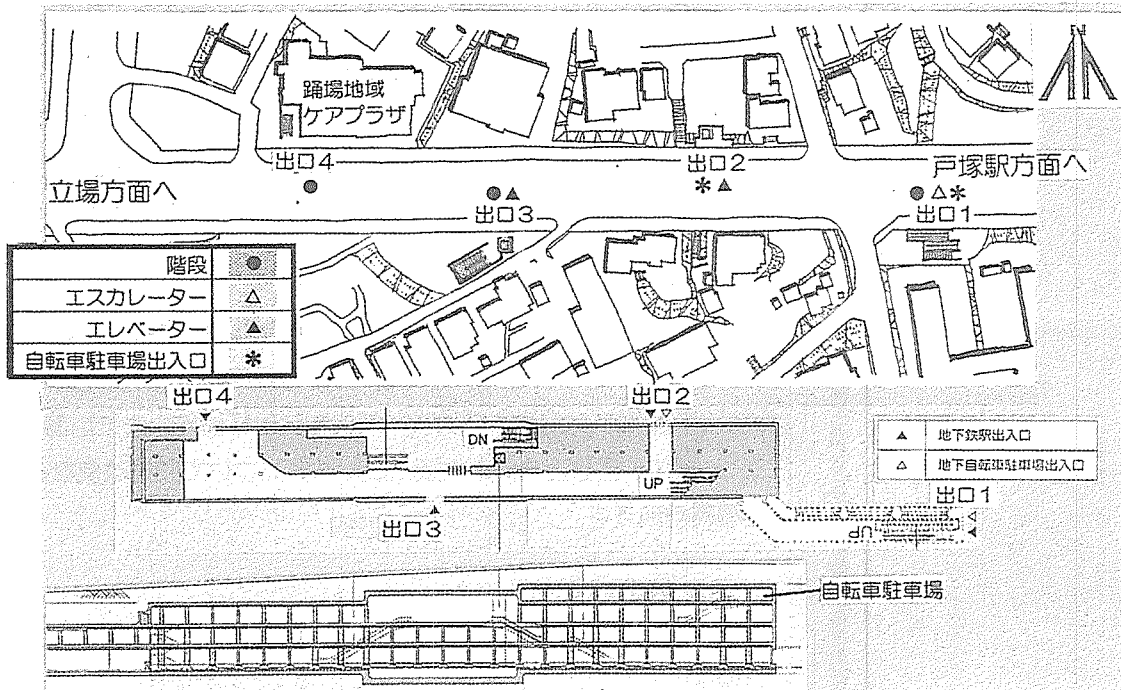 踊場地域
ケアプラザ
出口4
出口2
戸塚駅方面へ
立場方面へ
● ●▲ *▲ ●△*
出口3
出口1
階段 ●
エスカレーター △
エレベーター ▲
自転車駐車場出入口 *
出口4
出口2
DN
UP
▲ 地下鉄駅出入口
△ 地下自転車駐車場出入口
出口1
出口3
UP
自転車駐車場